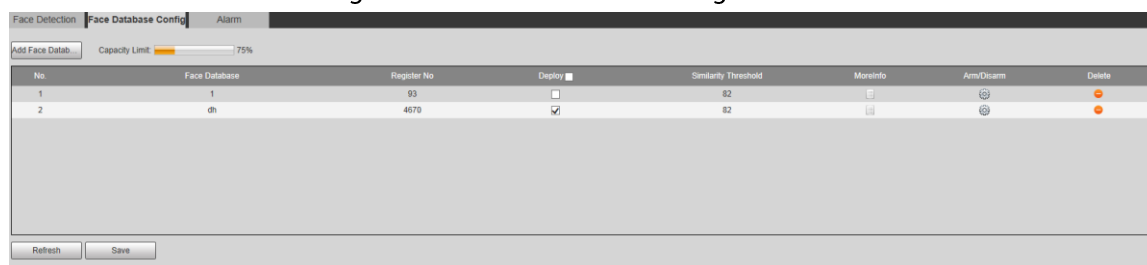 Face Detection Face Database Config Alarm
Add Face Datab... Capacity Limit: 75%
No. Face Database Register No Deploy Similarity Threshold MoreInfo Arm/Disarm Delete
1 1 93 82
2 dh 4670 82
Refresh Save